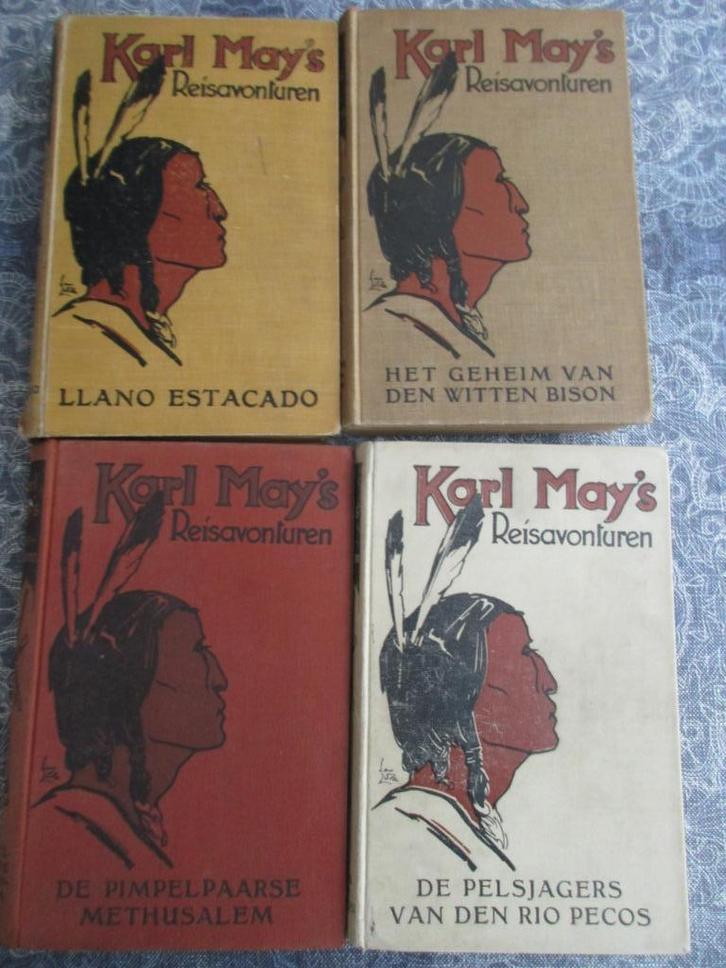 Karl May's
Reisavonturen
LLANO ESTACADO
Karl May's
Reisavonturen
HET GEHEIM VAN
DEN WITTEN BISON
Karl May's
Reisavonturen
DE PIMPELPAARSE
METHUSALEM
Karl May's
Reisavonturen
DE PELSJAGERS
VAN DEN RIO PECOS